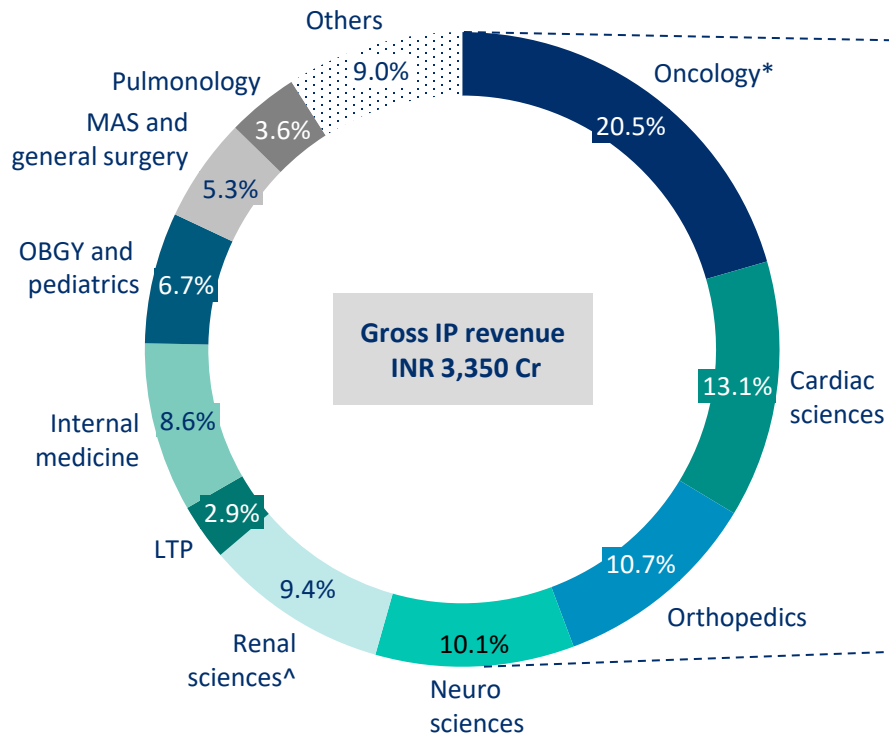 Others
9.0%
Oncology*
20.5%
Pulmonology
3.6%
MAS and
general surgery
5.3%
OBGY and
pediatrics
6.7%
Gross IP revenue
INR 3,350 Cr
13.1%
Cardiac
sciences
Internal
medicine
8.6%
LTP
2.9%
10.7%
Orthopedics
9.4%
Renal
sciences^
10.1%
Neuro
sciences